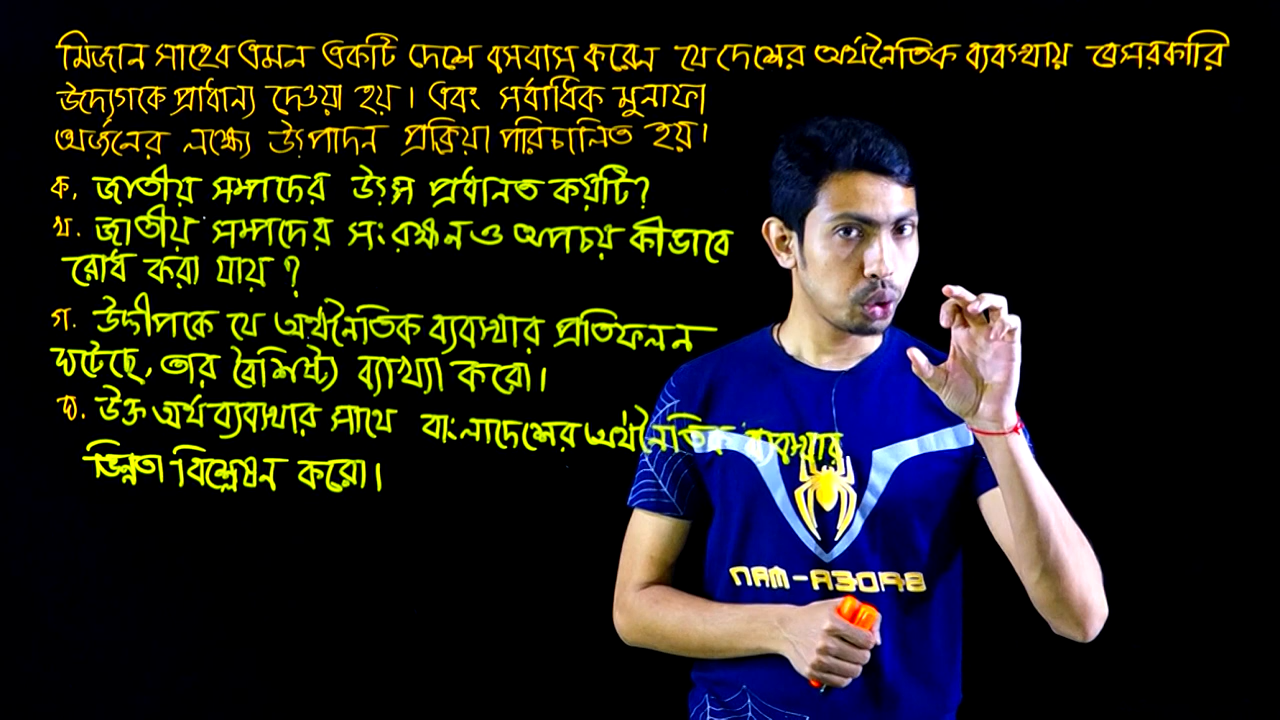 মিজান সাহেব এমন একটি দেশে বসবাস করেন যে দেশের অর্থনৈতিক ব্যবস্থায় বেসরকারি
উদ্যেগকে প্রাধান্য দেওয়া হয়। এবং সর্বাধিক মুনাফা
অর্জনের লক্ষ্যে উৎপাদন প্রক্রিয়া পরিচালিত হয়।
ক. জাতীয় সম্পদের উৎস প্রধানত কয়টি?
খ. জাতীয় সম্পদের সংরক্ষন ও অপচয় কীভাবে
রোধ করা যায়?
গ. উদ্দীপকে যে অর্থনৈতিক ব্যবস্থার প্রতিফলন
ঘটেছে, তার বৈশিষ্ট্য ব্যাখ্যা করো।
ঘ. উক্ত অর্থব্যবস্থার সাথে বাংলাদেশের অর্থনৈতিক ব্যবস্থার
ভিন্নতা বিশ্লেষন করো।